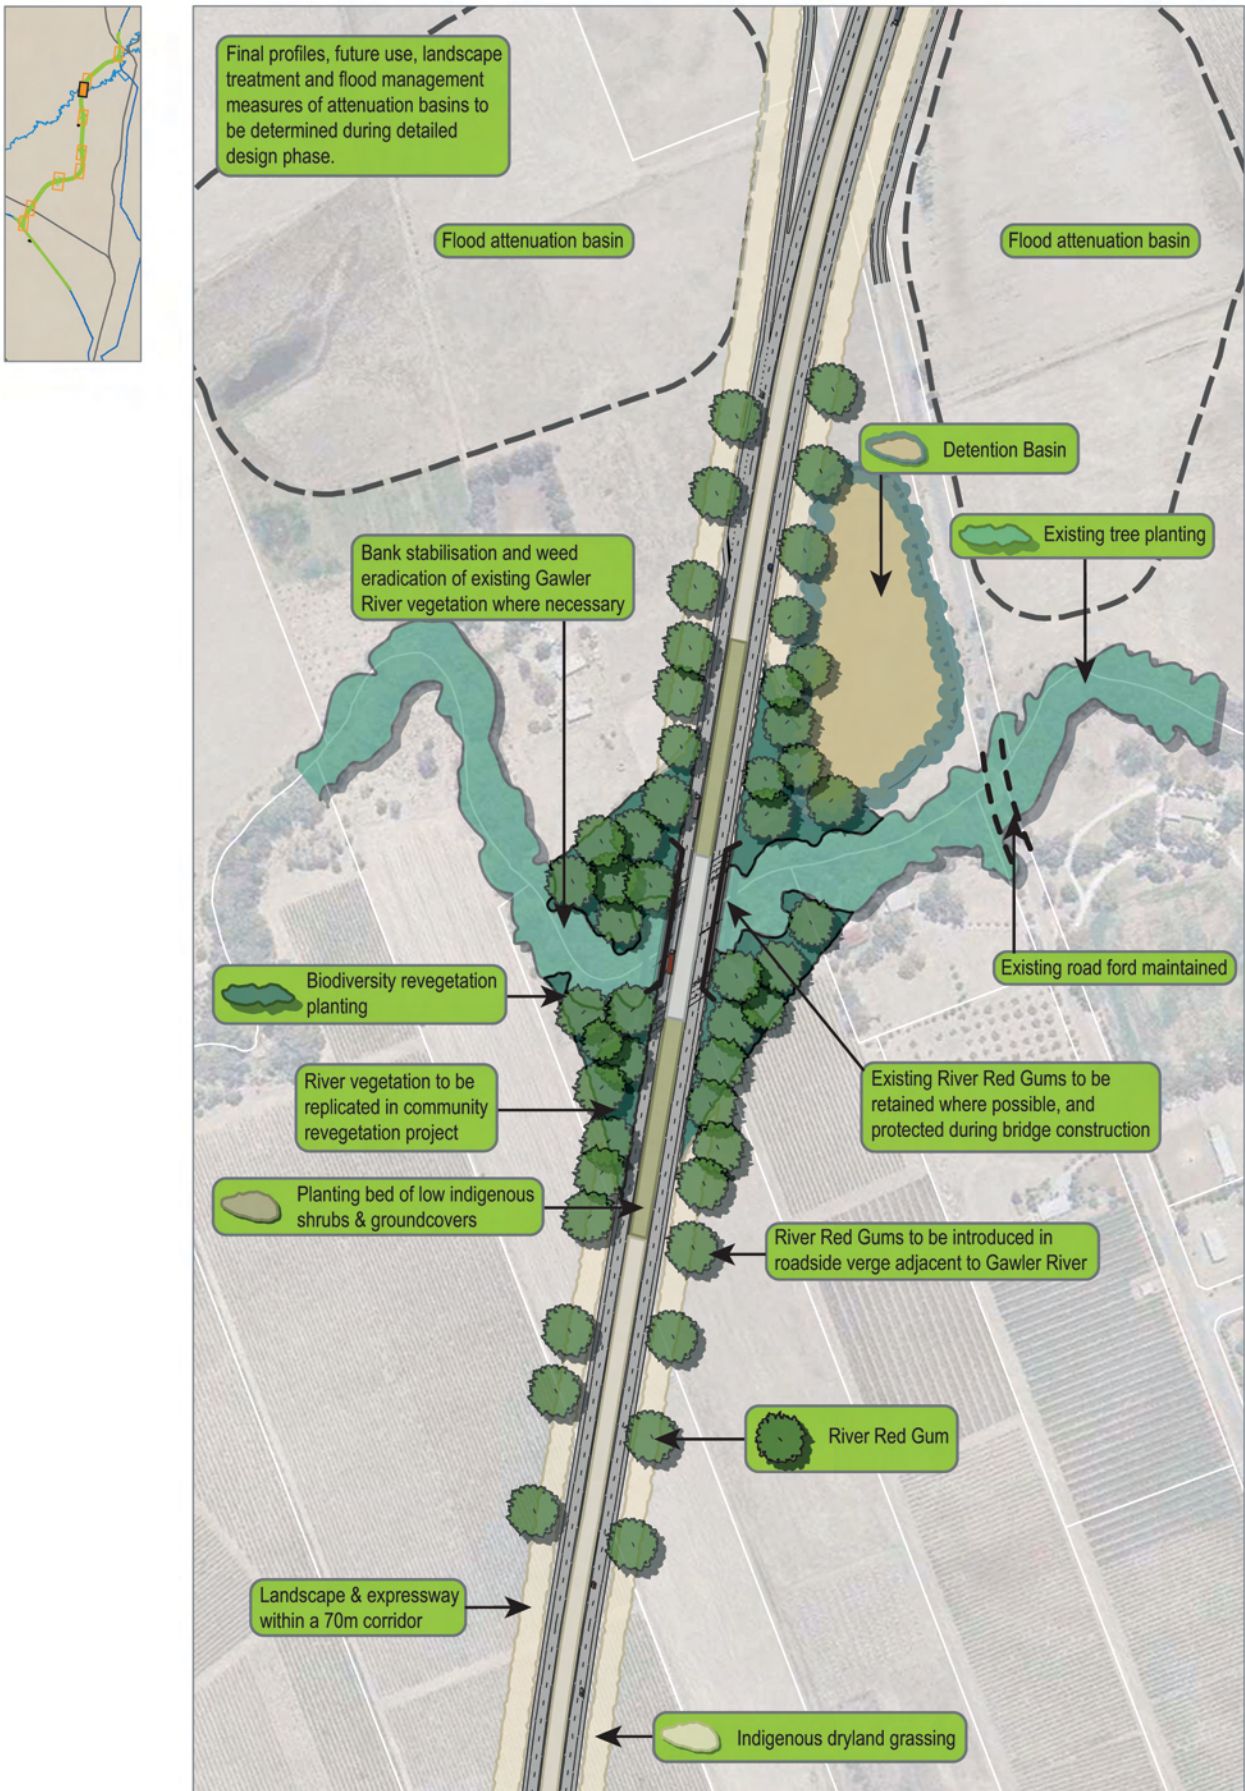 Final profiles, future use, landscape
treatment and flood management
measures of attenuation basins to
be determined during detailed
design phase.
Flood attenuation basin
Flood attenuation basin
Detention Basin
Existing tree planting
Bank stabilisation and weed
eradication of existing Gawler
River vegetation where necessary
Existing road ford maintained
Biodiversity revegetation
planting
River vegetation to be
replicated in community
revegetation project
Existing River Red Gums to be
retained where possible, and
protected during bridge construction
Planting bed of low indigenous
shrubs & groundcovers
River Red Gums to be introduced in
roadside verge adjacent to Gawler River
River Red Gum
Landscape & expressway
within a 70m corridor
Indigenous dryland grassing